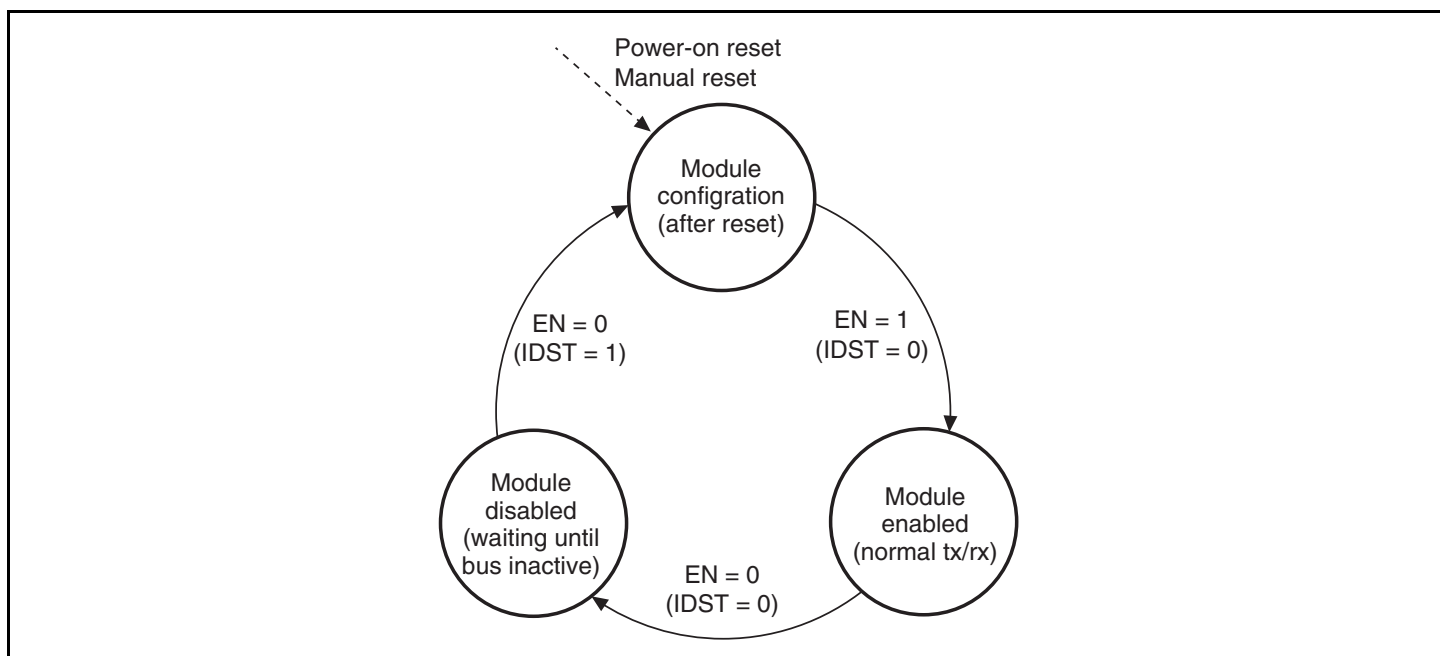 Power-on reset
Manual reset
Module
configration
(after reset)
EN = 0
(IDST = 1)
EN = 1
(IDST = 0)
Module
disabled
(waiting until
bus inactive)
Module
enabled
(normal tx/rx)
EN = 0
(IDST = 0)